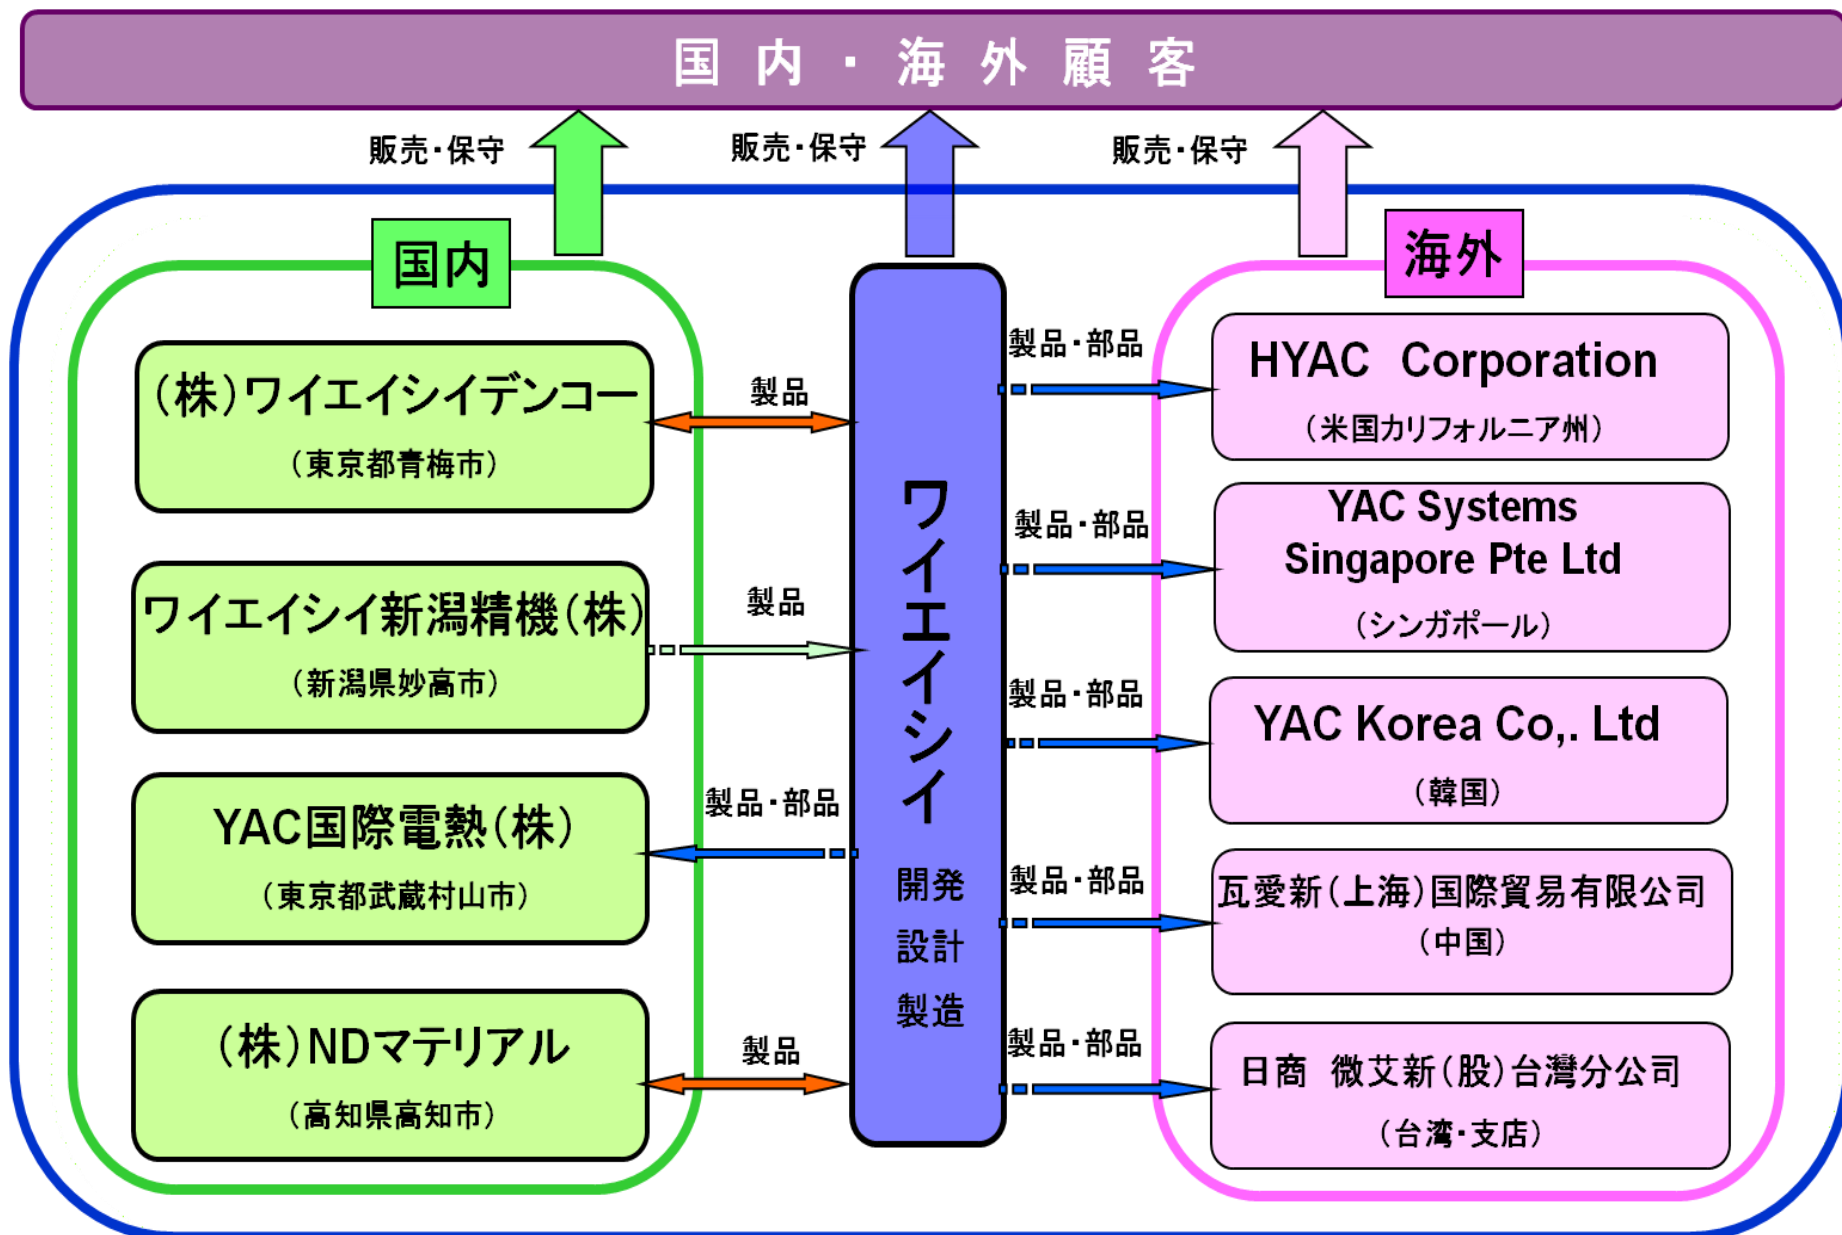 国内・海外顧客
販売・保守
販売・保守
販売・保守
国内
(株)ワイエイシイデンコー
(東京都青梅市)
製品
ワイエイシイ新潟精機(株)
(新潟県妙高市)
製品
YAC国際電熱(株)
(東京都武蔵村山市)
製品・部品
(株)NDマテリアル
(高知県高知市)
製品
ワイエイシイ
開発
設計
製造
海外
製品・部品
HYAC Corporation
(米国カリフォルニア州)
製品・部品
YAC Systems
Singapore Pte Ltd
(シンガポール)
製品・部品
YAC Korea Co,. Ltd
(韓国)
製品・部品
瓦愛新(上海)国際貿易有限公司
(中国)
製品・部品
日商 微艾新(股)台灣分公司
(台湾・支店)